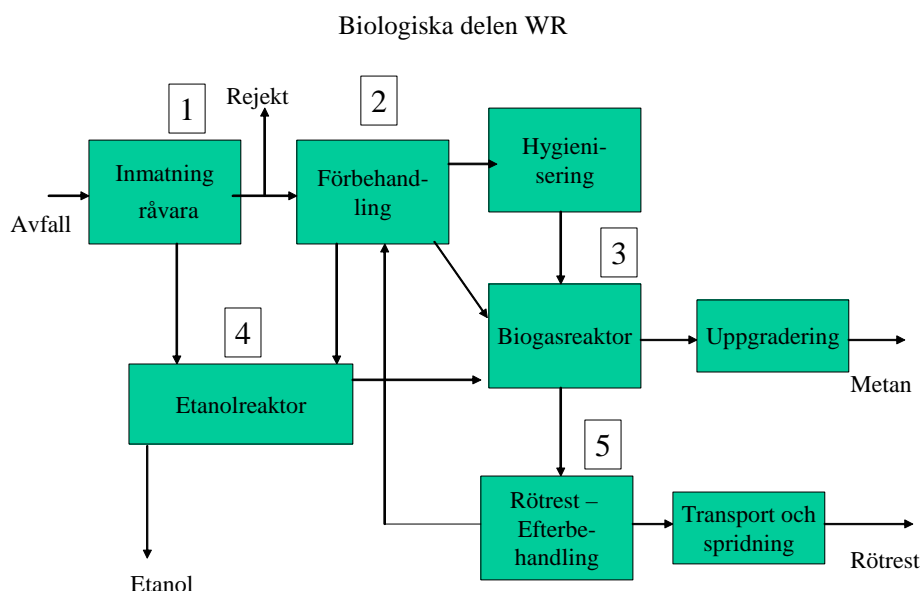 Biologiska delen WR
1
Rejekt
2
Inmatning
råvara
Förbehand-
ling
Hygieni-
sering
Avfall
3
4
Biogasreaktor
Uppgradering
Metan
Etanolreaktor
5
Rötrest –
Efterbe-
handling
Transport och
spridning
Rötrest
Etanol